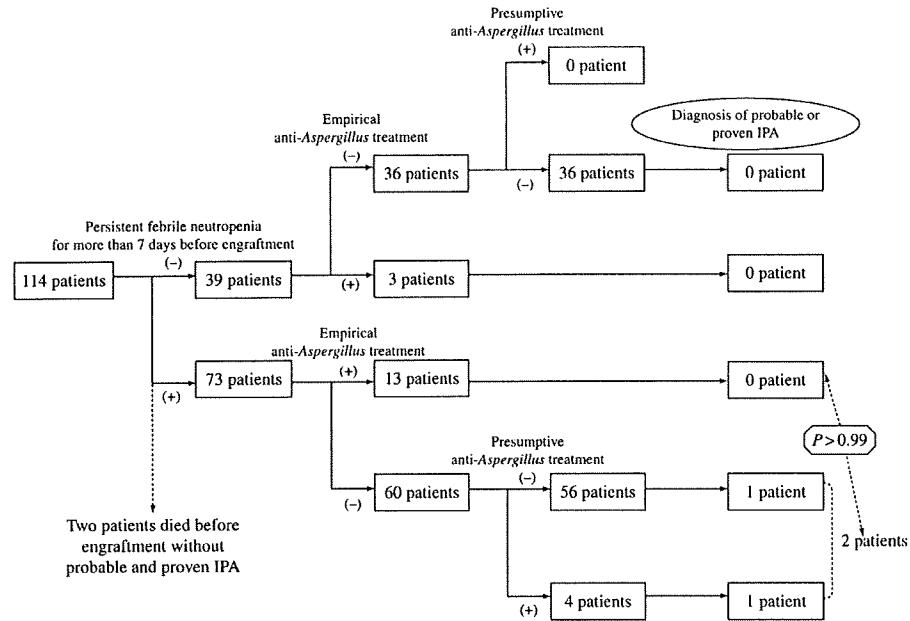 Presumptive
anti-Aspergillus treatment
(+)
0 patient
Diagnosis of probable or
proven IPA
Empirical
anti-Aspergillus treatment
(−)
36 patients
(−)
36 patients
0 patient
Persistent febrile neutropenia
for more than 7 days before engraftment
(−)
114 patients
39 patients
(+)
3 patients
0 patient
Empirical
anti-Aspergillus treatment
(+)
73 patients
(+)
13 patients
0 patient
P > 0.99
Presumptive
anti-Aspergillus treatment
(−)
60 patients
(−)
56 patients
1 patient
2 patients
Two patients died before
engraftment without
probable and proven IPA
(+)
4 patients
1 patient